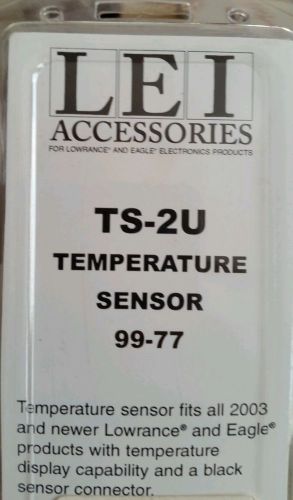 LEI
ACCESSORIES
FOR LOWRANCE® AND EAGLE® ELECTRONICS PRODUCTS
TS-2U
TEMPERATURE
SENSOR
99-77
Temperature sensor fits all 2003
and newer Lowrance® and Eagle®
products with temperature
display capability and a black
sensor connector.